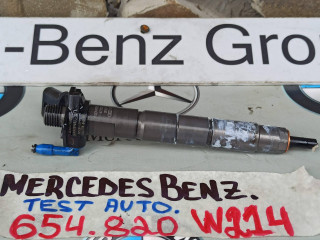 -Benz Gro
MERCEDES BENZ.
TEST AUTO.
654.820 W214